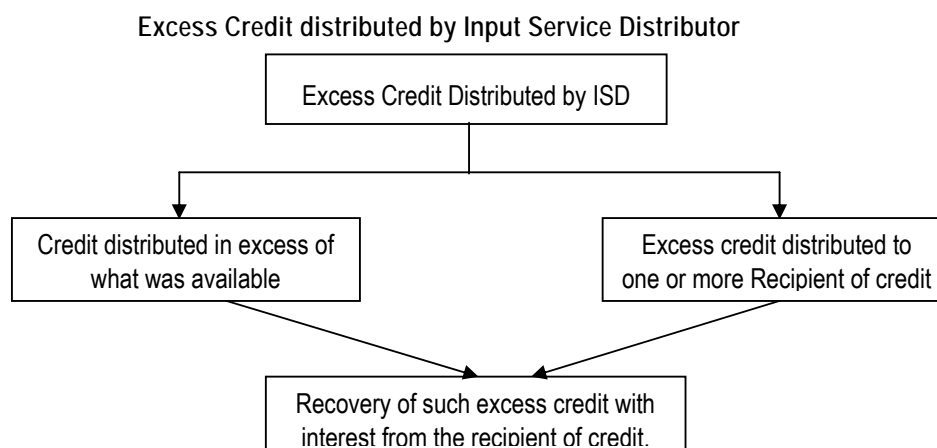 Excess Credit distributed by Input Service Distributor
Excess Credit Distributed by ISD
Credit distributed in excess of
what was available
Excess credit distributed to
one or more Recipient of credit
Recovery of such excess credit with
interest from the recipient of credit.